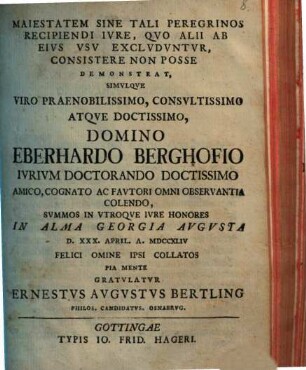 8.
MAIESTATEM SINE TALI PEREGRINOS
RECIPIENDI IVRE, QVO ALII AB
EIVS VSV EXCLVDVNTVR,
CONSISTERE NON POSSE
DEMONSTRAT,
SIMVLQVE
VIRO PRAENOBILISSIMO, CONSVLTISSIMO
ATQVE DOCTISSIMO,
DOMINO
EBERHARDO BERGHOFIO
IVRIVM DOCTORANDO DOCTISSIMO
AMICO, COGNATO AC FAVTORI OMNI OBSERVANTIA
COLENDO,
SVMMOS IN VTROQVE IVRE HONORES
IN ALMA GEORGIA AVGVSTA
D. XXX. APRIL. A. MDCCXLIV
FELICI OMINE IPSI COLLATOS
PIA MENTE
GRATVLATVR
ERNESTVS AVGVSTVS BERTLING
PHILOS. CANDIDATVS. OSNABRVG.
GOTTINGAE
TYPIS IO. FRID. HAGERI.